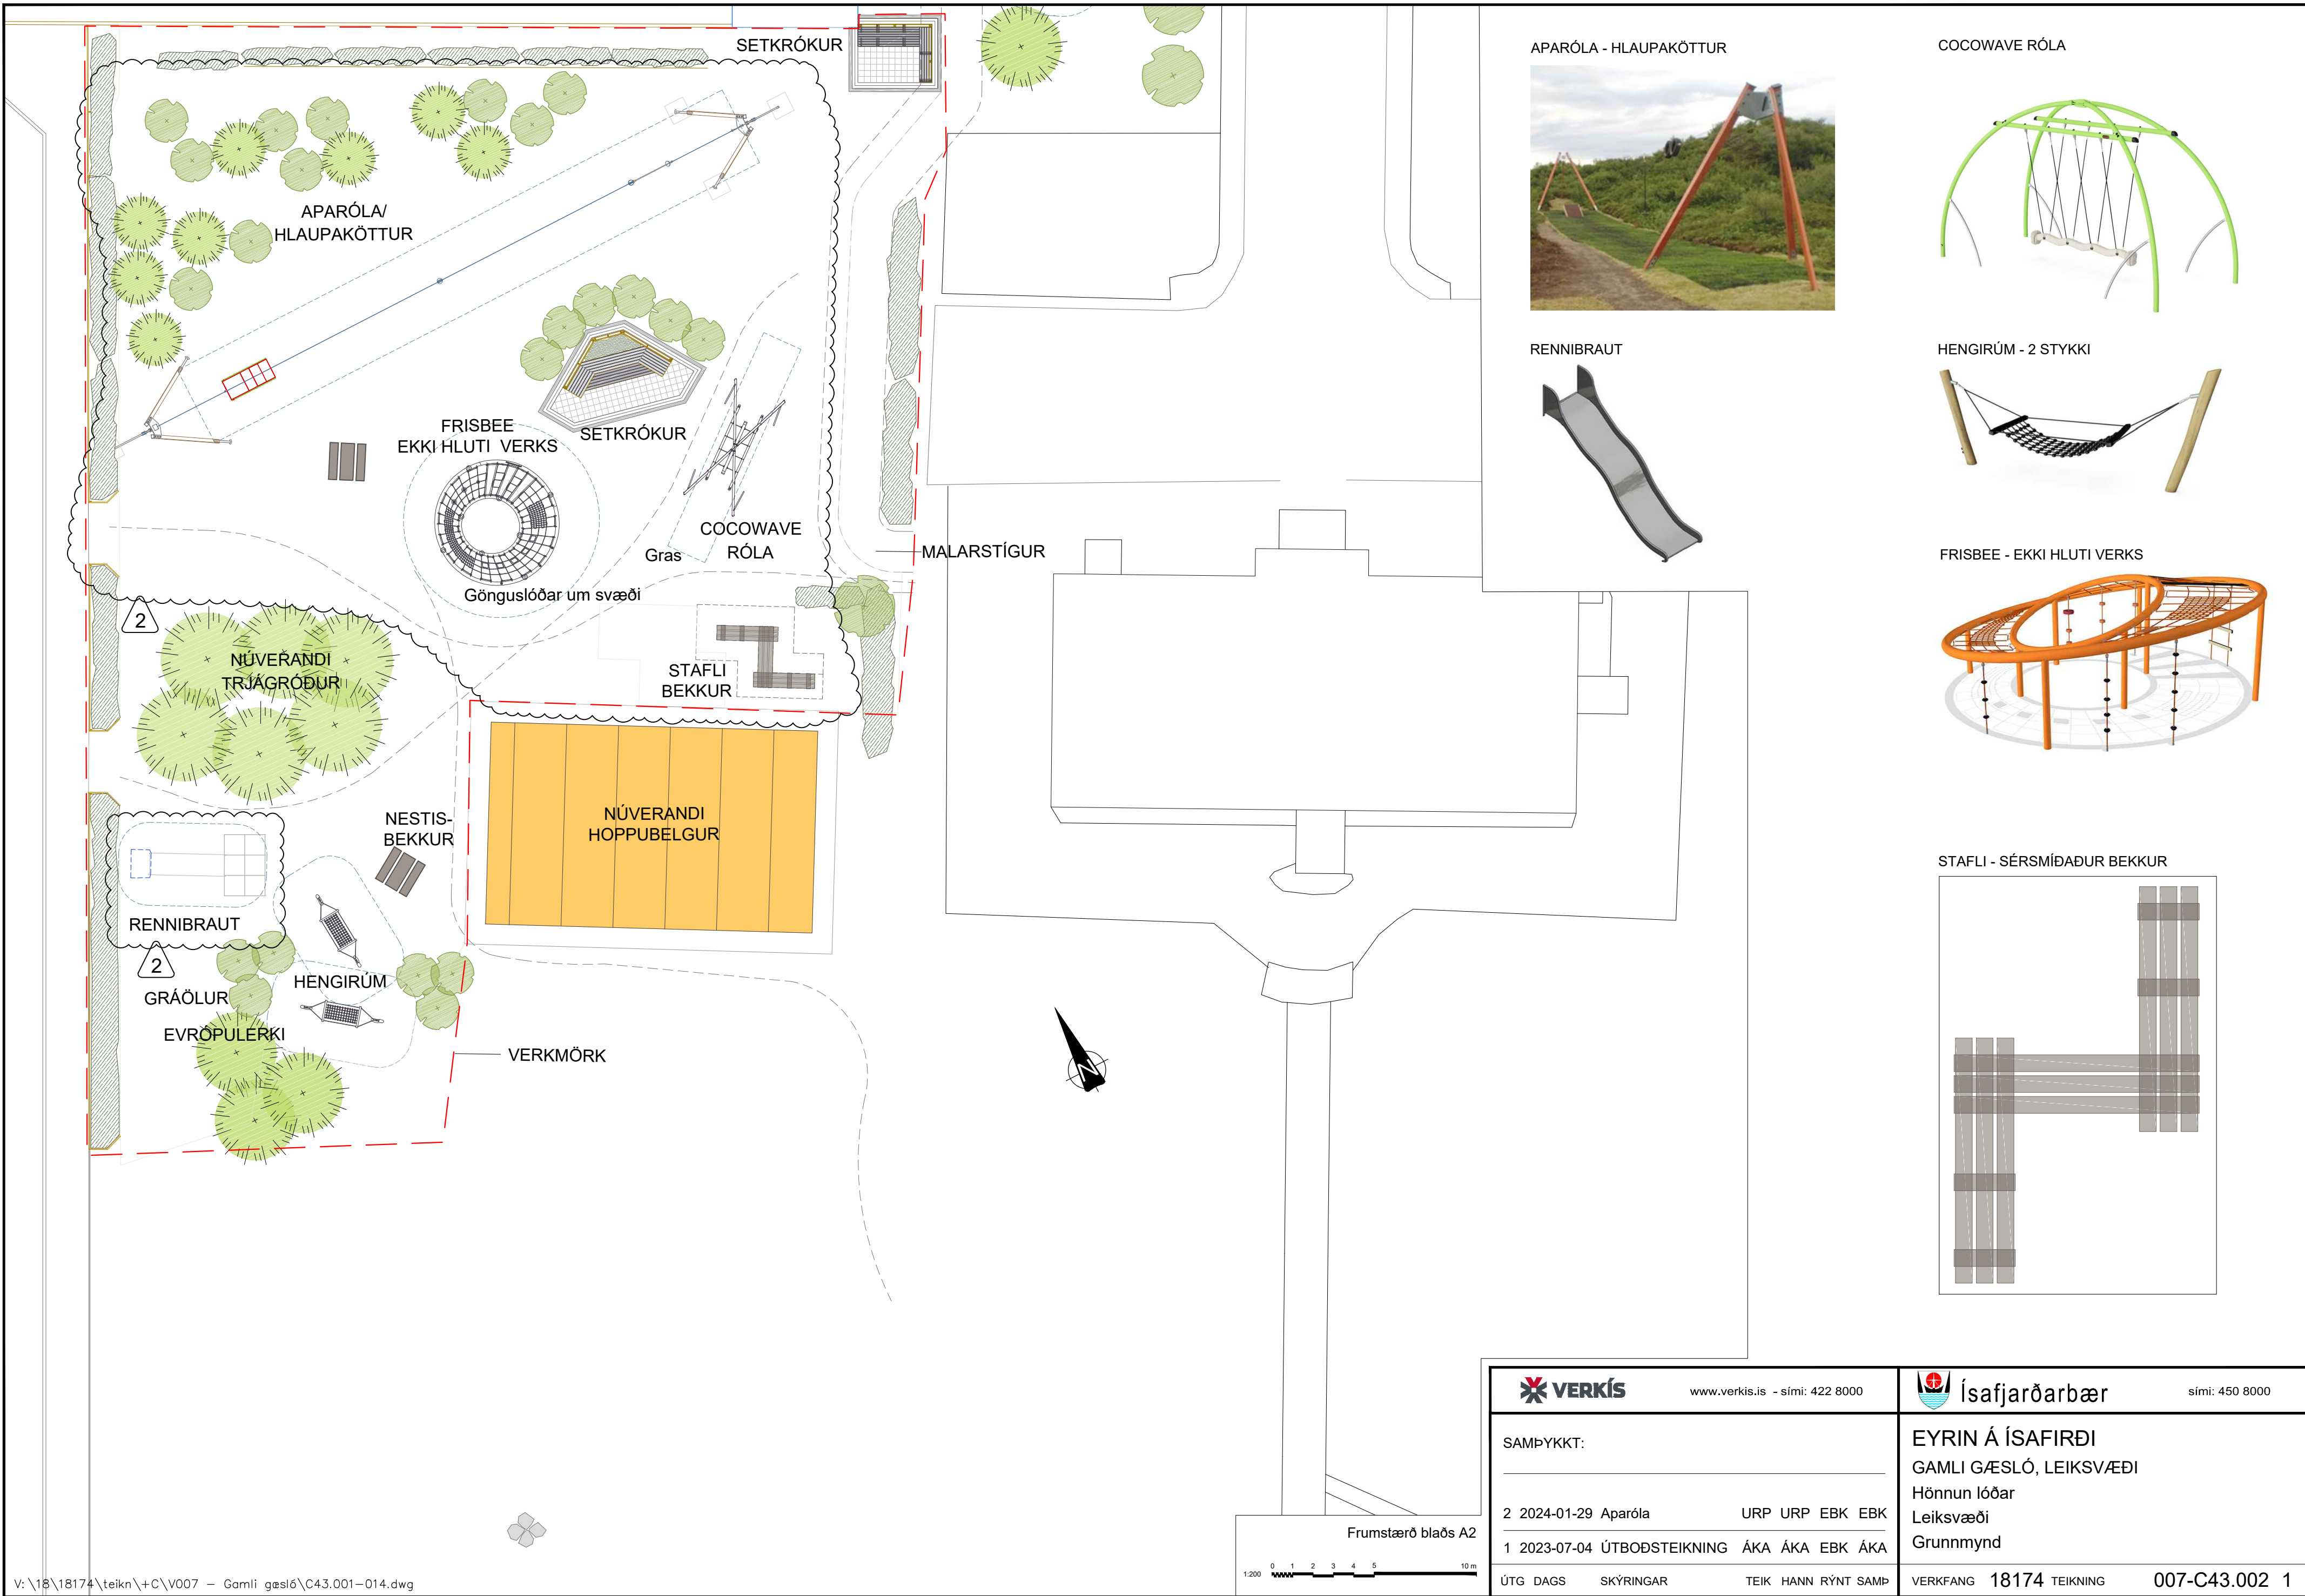 SETKRÓKUR
APARÓLA/
HLAUPAKÖTTUR
FRISBEE
EKKI HLUTI VERKS
SETKRÓKUR
COCOWAVE
RÓLA
Gras
MALARSTÍGUR
Gönguslóðar um svæði
2
NÚVERANDI
TRJÁGRÓÐUR
STAFLI
BEKKUR
NESTIS-
BEKKUR
NÚVERANDI
HOPPUBELGUR
RENNIBRAUT
2
HENGIRÚM
GRÁÖLUR
EVRÓPULERKI
VERKMÖRK
N
APARÓLA - HLAUPAKÖTTUR
COCOWAVE RÓLA
RENNIBRAUT
HENGIRÚM - 2 STYKKI
FRISBEE - EKKI HLUTI VERKS
STAFLI - SÉRSMÍÐAÐUR BEKKUR
Frumstærð blaðs A2
1:200 0 1 2 3 4 5 10 m
VERKÍS www.verkis.is - sími: 422 8000
SAMÞYKKT:
2 2024-01-29 Aparóla URP URP EBK EBK
1 2023-07-04 ÚTBOÐSTEIKNING ÁKA ÁKA EBK ÁKA
ÚTG DAGS SKÝRINGAR TEIK HANN RÝNT SAMÞ
Ísafjarðarbær sími: 450 8000
EYRIN Á ÍSAFIRÐI
GAMLI GÆSLÓ, LEIKSVÆÐI
Hönnun lóðar
Leiksvæði
Grunnmynd
VERKFANG 18174 TEIKNING 007-C43.002 1
V:\18\18174\teikn\+C\V007 - Gamli gæsló\C43.001-014.dwg